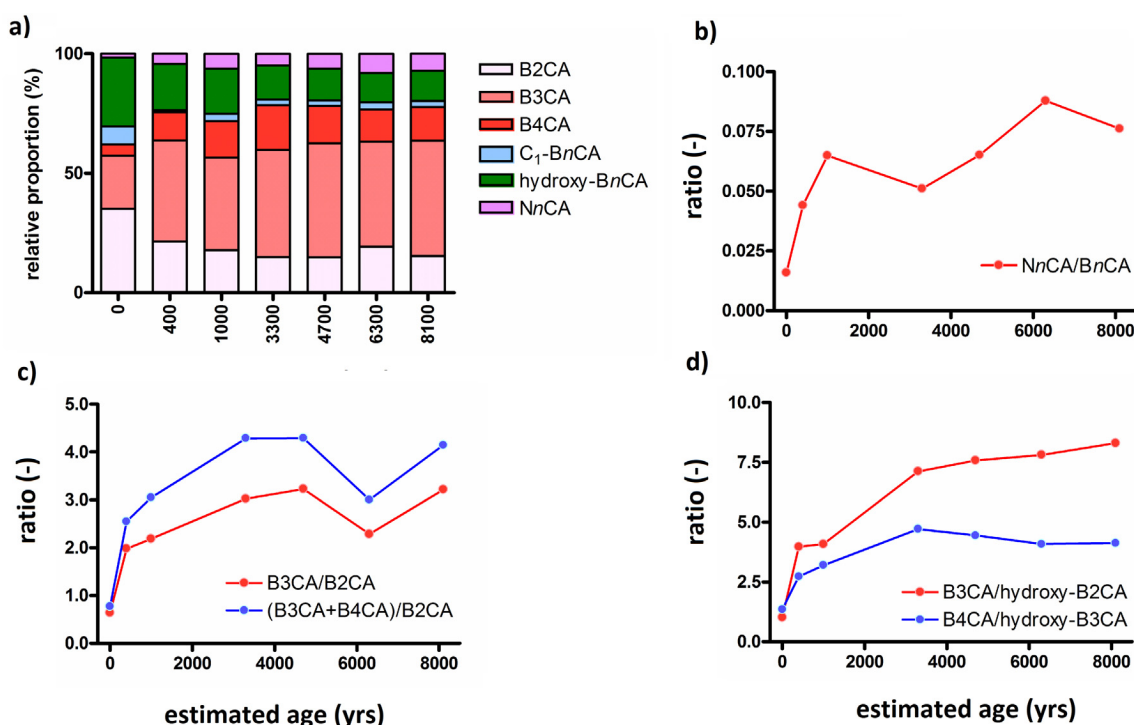 a)
relative proportion (%)
100
50
0
0
400
1000
3300
4700
6300
8100
B2CA
B3CA
B4CA
C₁-BnCA
hydroxy-BnCA
NnCA
b)
ratio (-)
0.100
0.075
0.050
0.025
0.000
0 2000 4000 6000 8000
NnCA/BnCA
c)
ratio (-)
5.0
4.0
3.0
2.0
1.0
0.0
0 2000 4000 6000 8000
B3CA/B2CA
(B3CA+B4CA)/B2CA
estimated age (yrs)
d)
ratio (-)
10.0
7.5
5.0
2.5
0.0
0 2000 4000 6000 8000
B3CA/hydroxy-B2CA
B4CA/hydroxy-B3CA
estimated age (yrs)